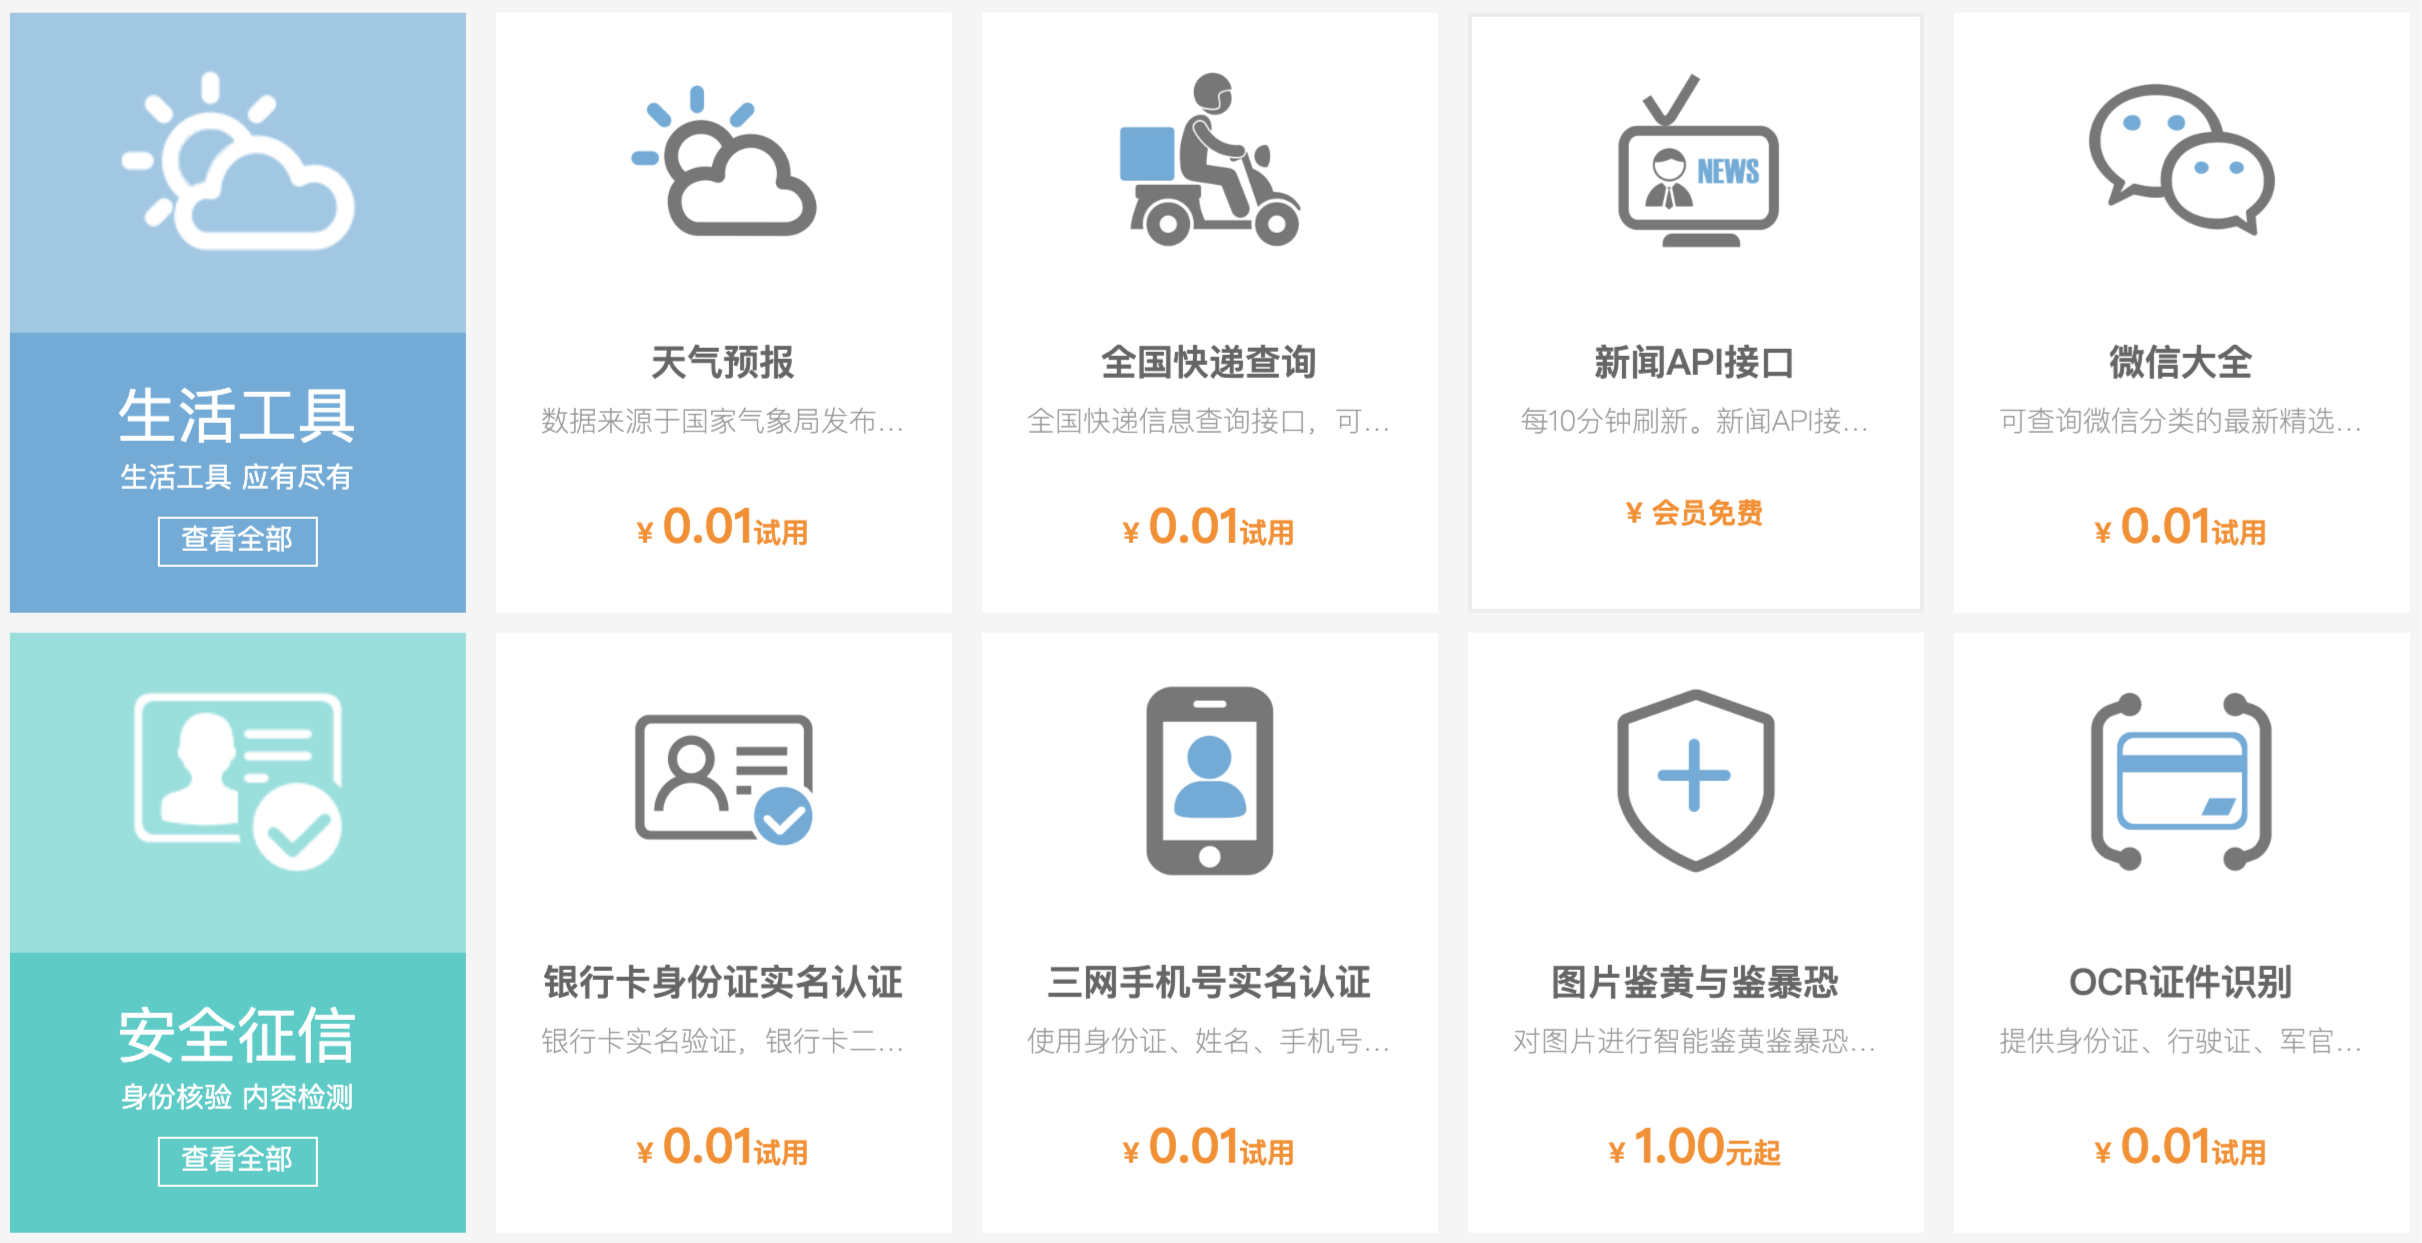 生活工具
生活工具 应有尽有
查看全部
NEWS
天气预报
数据来源于国家气象局发布...
¥ 0.01试用
全国快递查询
全国快递信息查询接口，可...
¥ 0.01试用
新闻API接口
每10分钟刷新。新闻API接...
¥ 会员免费
微信大全
可查询微信分类的最新精选...
¥ 0.01试用
安全征信
身份核验 内容检测
查看全部
银行卡身份证实名认证
银行卡实名验证，银行卡二...
¥ 0.01试用
三网手机号实名认证
使用身份证、姓名、手机号...
¥ 0.01试用
图片鉴黄与鉴暴恐
对图片进行智能鉴黄鉴暴恐...
¥ 1.00元起
OCR证件识别
提供身份证、行驶证、军官...
¥ 0.01试用